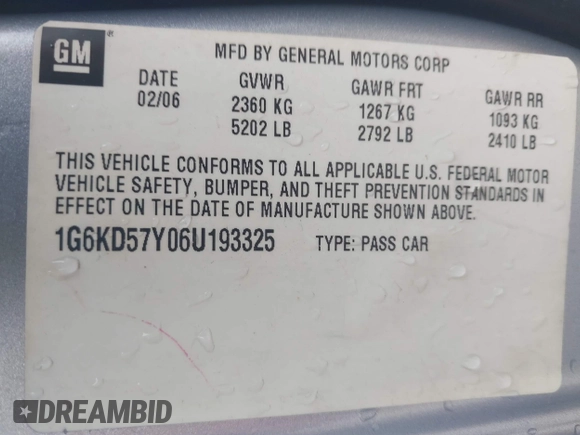 GM ®
MFD BY GENERAL MOTORS CORP
DATE GVWR GAWR FRT GAWR RR
02/06 2360 KG 1267 KG 1093 KG
5202 LB 2792 LB 2410 LB
THIS VEHICLE CONFORMS TO ALL APPLICABLE U.S. FEDERAL MOTOR
VEHICLE SAFETY, BUMPER, AND THEFT PREVENTION STANDARDS IN
EFFECT ON THE DATE OF MANUFACTURE SHOWN ABOVE.
1G6KD57Y06U193325 TYPE: PASS CAR
DREAMBID